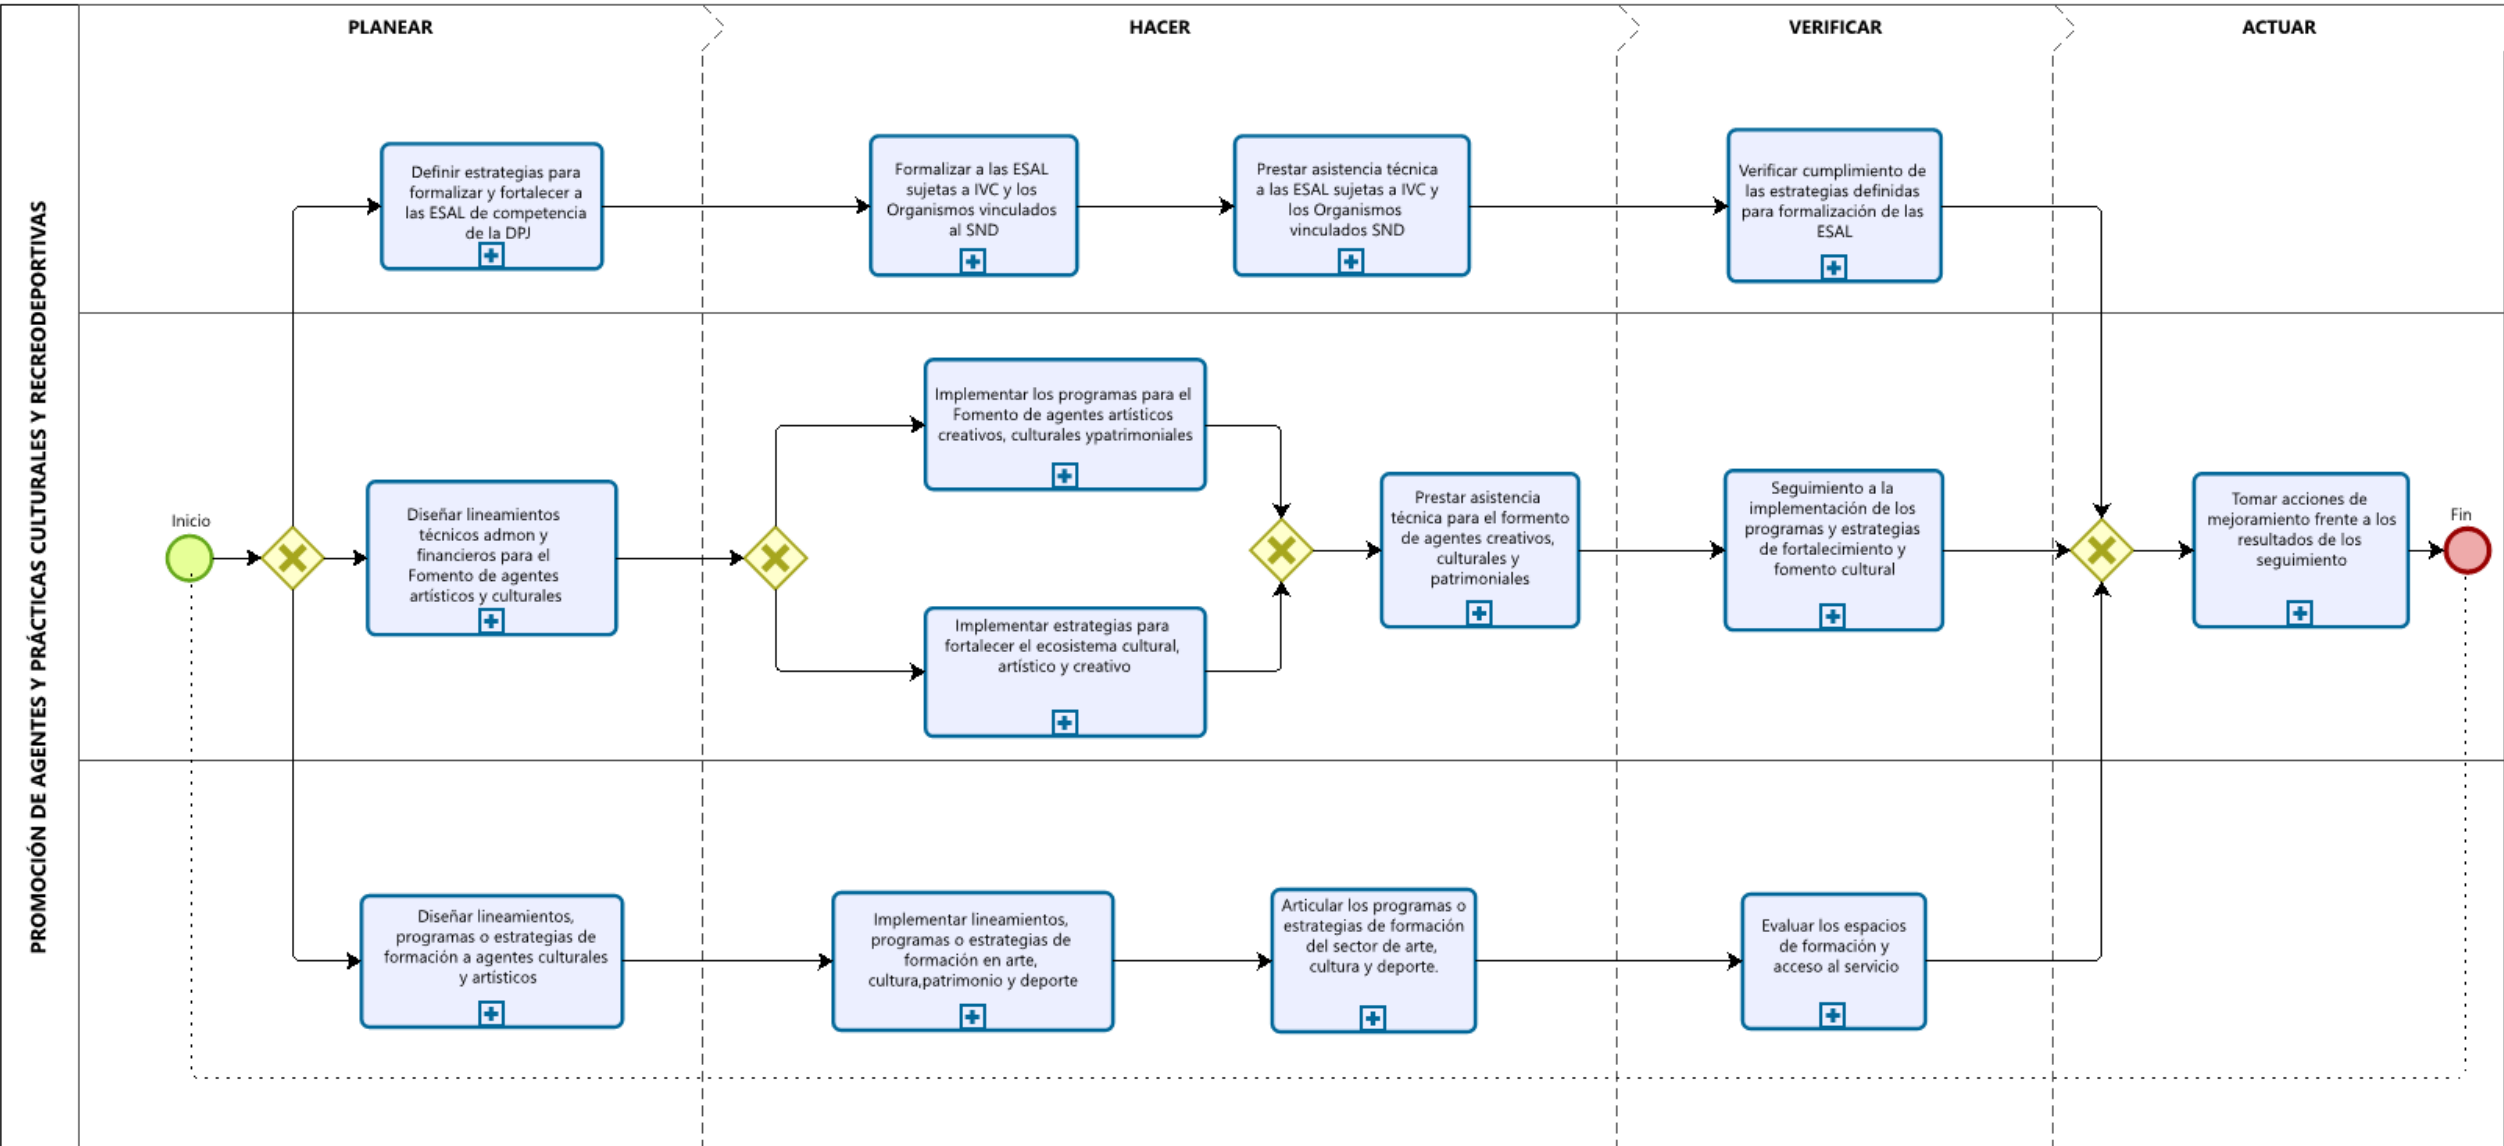 PROMOCIÓN DE AGENTES Y PRÁCTICAS CULTURALES Y RECREODEPORTIVAS
PLANEAR
HACER
VERIFICAR
ACTUAR
Definir estrategias para
formalizar y fortalecer a
las ESAL de competencia
de la DPJ
Formalizar a las ESAL
sujetas a IVC y los
Organismos vinculados
al SND
Prestar asistencia técnica
a las ESAL sujetas a IVC y
los Organismos
vinculados SND
Verificar cumplimiento de
las estrategias definidas
para formalización de las
ESAL
Inicio
Diseñar lineamientos
técnicos admon y
financieros para el
Fomento de agentes
artísticos y culturales
Implementar los programas para el
Fomento de agentes artísticos
creativos, culturales ypatrimoniales
Implementar estrategias para
fortalecer el ecosistema cultural,
artístico y creativo
Prestar asistencia
técnica para el formento
de agentes creativos,
culturales y
patrimoniales
Seguimiento a la
implementación de los
programas y estrategias
de fortalecimiento y
fomento cultural
Tomar acciones de
mejoramiento frente a los
resultados de los
seguimiento
Fin
Diseñar lineamientos,
programas o estrategias de
formación a agentes culturales
y artísticos
Implementar lineamientos,
programas o estrategias de
formación en arte,
cultura,patrimonio y deporte
Articular los programas o
estrategias de formación
del sector de arte,
cultura y deporte.
Evaluar los espacios
de formación y
acceso al servicio